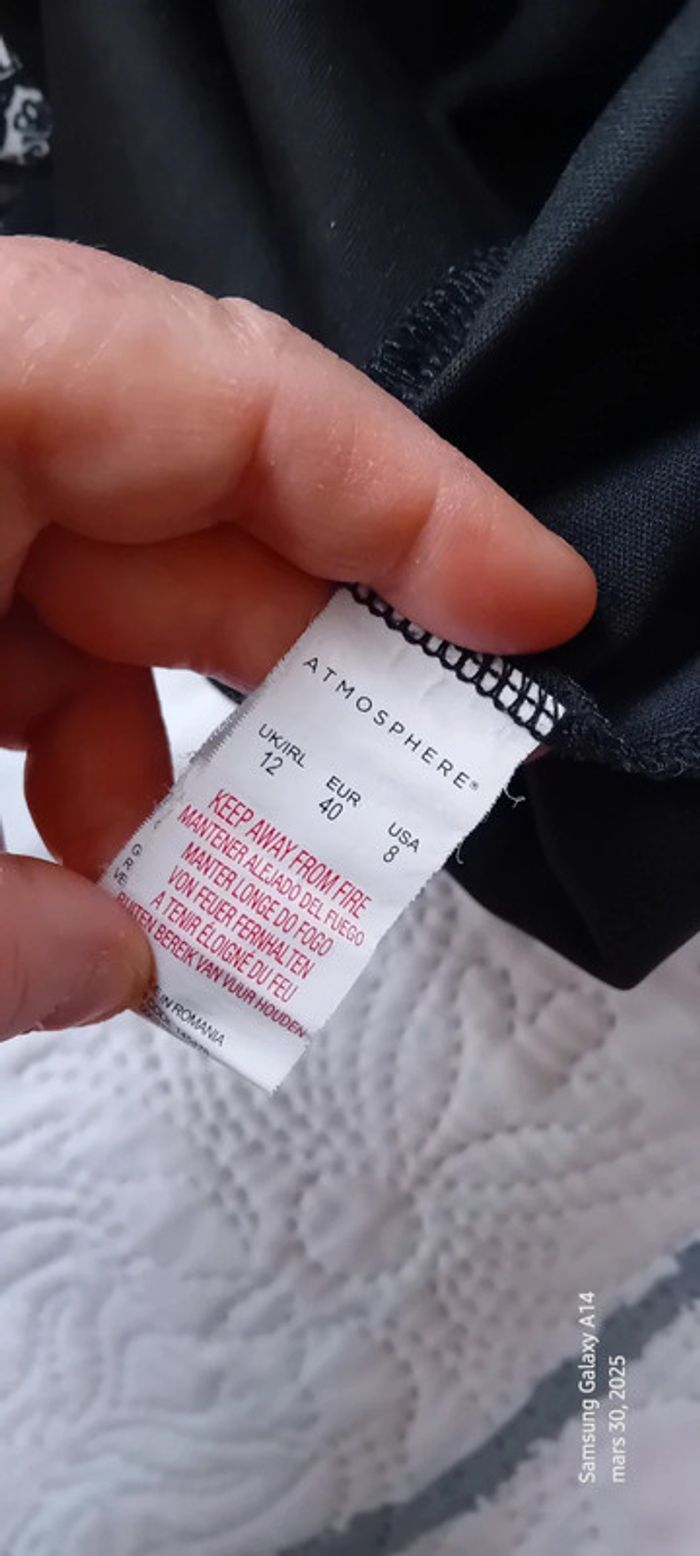 ATMOSPHERE®
UK/IRL EUR USA
12 40 8
KEEP AWAY FROM FIRE
MANTENER ALEJADO DEL FUEGO
MANTER LONGE DO FOGO
VON FEUER FERNHALTEN
A TENIR ÉLOIGNÉ DU FEU
BUITEN BEREIK VAN VUUR HOUDEN
IN ROMANIA
Samsung Galaxy A14
mars 30, 2025